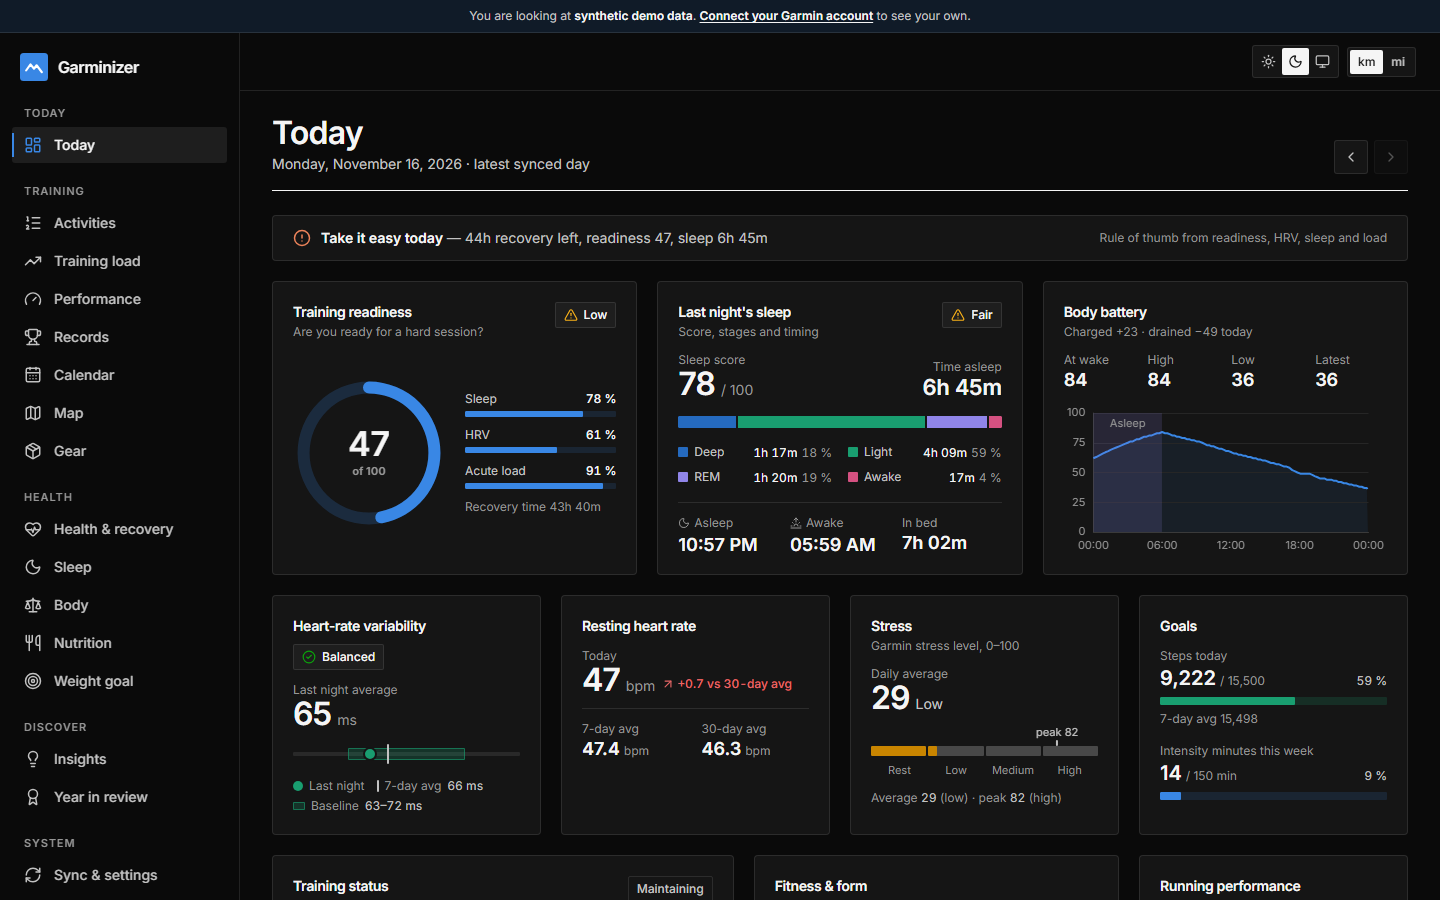 You are looking at synthetic demo data. Connect your Garmin account to see your own.
Garminizer
km
mi
TODAY
Today
TRAINING
Activities
Training load
Performance
Records
Calendar
Map
Gear
HEALTH
Health & recovery
Sleep
Body
Nutrition
Weight goal
DISCOVER
Insights
Year in review
SYSTEM
Sync & settings
Today
Monday, November 16, 2026 · latest synced day
Take it easy today — 44h recovery left, readiness 47, sleep 6h 45m
Rule of thumb from readiness, HRV, sleep and load
Training readiness
Low
Are you ready for a hard session?
47
of 100
Sleep 78 %
HRV 61 %
Acute load 91 %
Recovery time 43h 40m
Last night's sleep
Fair
Score, stages and timing
Sleep score
78 / 100
Time asleep
6h 45m
Deep 1h 17m 18 %
Light 4h 09m 59 %
REM 1h 20m 19 %
Awake 17m 4 %
Asleep
10:57 PM
Awake
05:59 AM
In bed
7h 02m
Body battery
Charged +23 · drained −49 today
At wake
84
High
84
Low
36
Latest
36
100
75
50
25
0
Asleep
00:00 06:00 12:00 18:00 00:00
Heart-rate variability
Balanced
Last night average
65 ms
Last night
7-day avg 66 ms
Baseline 63–72 ms
Resting heart rate
Today
47 bpm +0.7 vs 30-day avg
7-day avg
47.4 bpm
30-day avg
46.3 bpm
Stress
Garmin stress level, 0–100
Daily average
29 Low
peak 82
Rest Low Medium High
Average 29 (low) · peak 82 (high)
Goals
Steps today
9,222 / 15,500 59 %
7-day avg 15,498
Intensity minutes this week
14 / 150 min 9 %
Training status
Maintaining
Fitness & form
Running performance